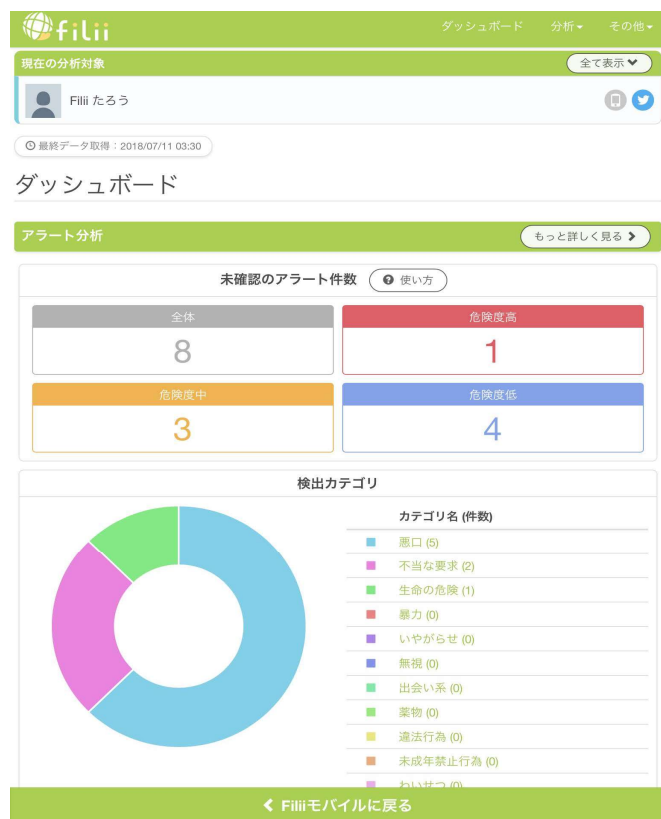 filii
ダッシュボード 分析 その他
現在の分析対象 全て表示
Filii たろう
最終データ取得：2018/07/11 03:30
ダッシュボード
アラート分析 もっと詳しく見る
未確認のアラート件数 使い方
全体 危険度高
8 1
危険度中 危険度低
3 4
検出カテゴリ
カテゴリ名 (件数)
悪口 (5)
不当な要求 (2)
生命の危険 (1)
暴力 (0)
いやがらせ (0)
無視 (0)
出会い系 (0)
薬物 (0)
違法行為 (0)
未成年禁止行為 (0)
わいせつ (0)
Filiiモバイルに戻る